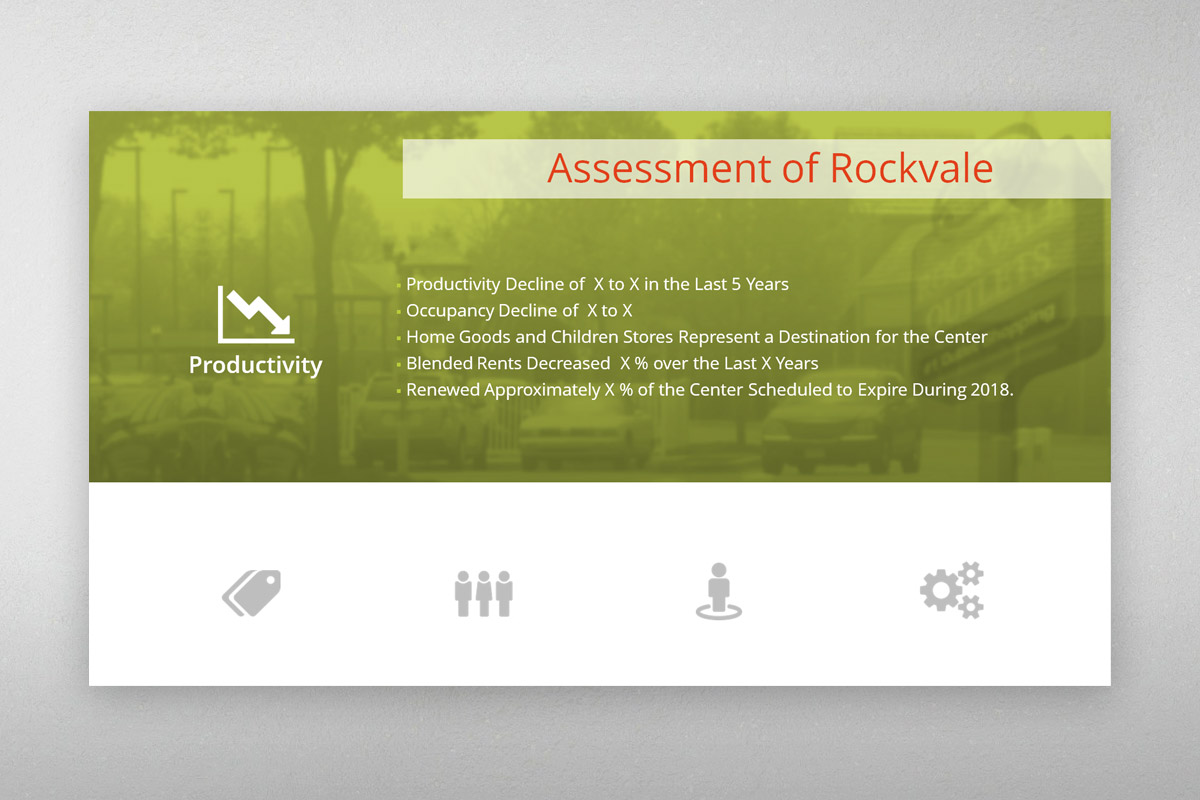 Assessment of Rockvale
Productivity Decline of  X to X in the Last 5 Years
Occupancy Decline of  X to X
Home Goods and Children Stores Represent a Destination for the Center
Blended Rents Decreased  X % over the Last X Years
Renewed Approximately X % of the Center Scheduled to Expire During 2018.
Productivity